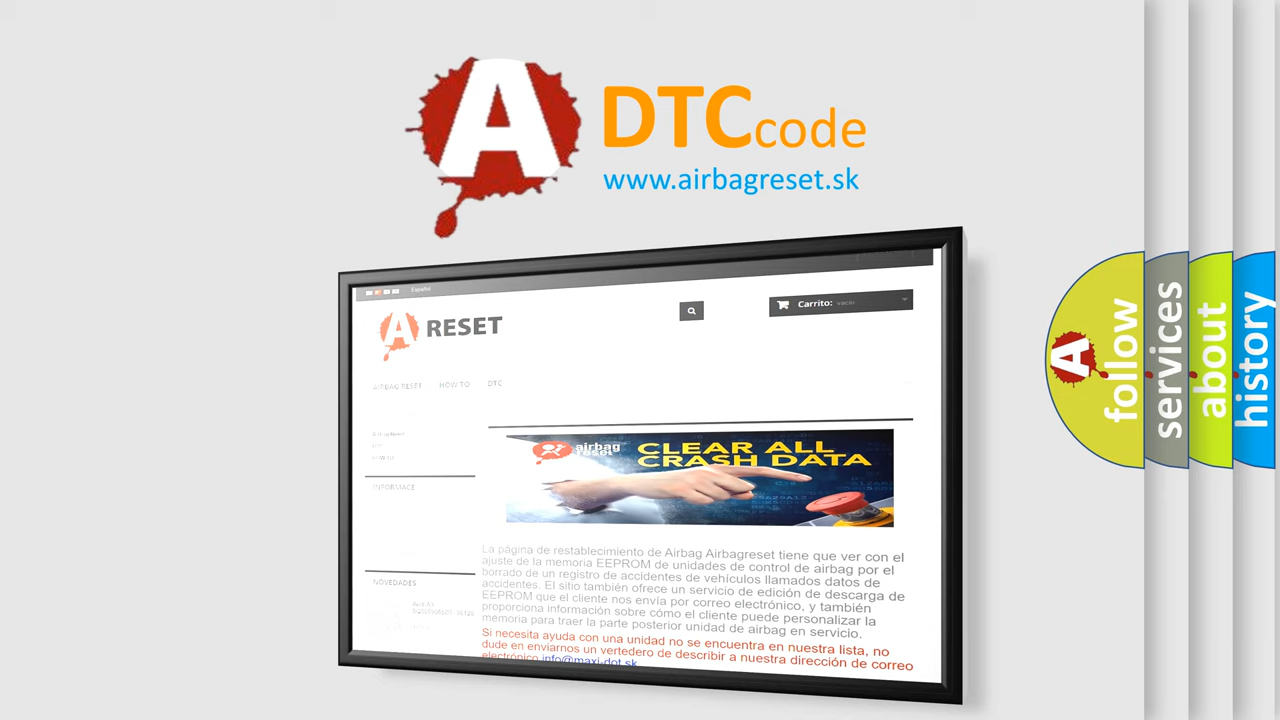 A DTCcode
www.airbagreset.sk
Español
A RESET
Carrito: vacío
AIRBAG RESET HOW TO DTC
INFORMACE
CLEAR ALL
airbag
reset
CRASH DATA
La página de restablecimiento de Airbag Airbagreset tiene que ver con el
ajuste de la memoria EEPROM de unidades de control de airbag por el
borrado de un registro de accidentes de vehículos llamados datos de
accidentes. El sitio también ofrece un servicio de edición de descarga de
EEPROM que el cliente nos envía por correo electrónico, y también
proporciona información sobre cómo el cliente puede personalizar la
memoria para traer la parte posterior unidad de airbag en servicio.
Si necesita ayuda con una unidad no se encuentra en nuestra lista, no
dude en enviarnos un vertedero de describir a nuestra dirección de correo
electrónico info@maxi-dot.sk
NOVEDADES
A follow
services
about
history